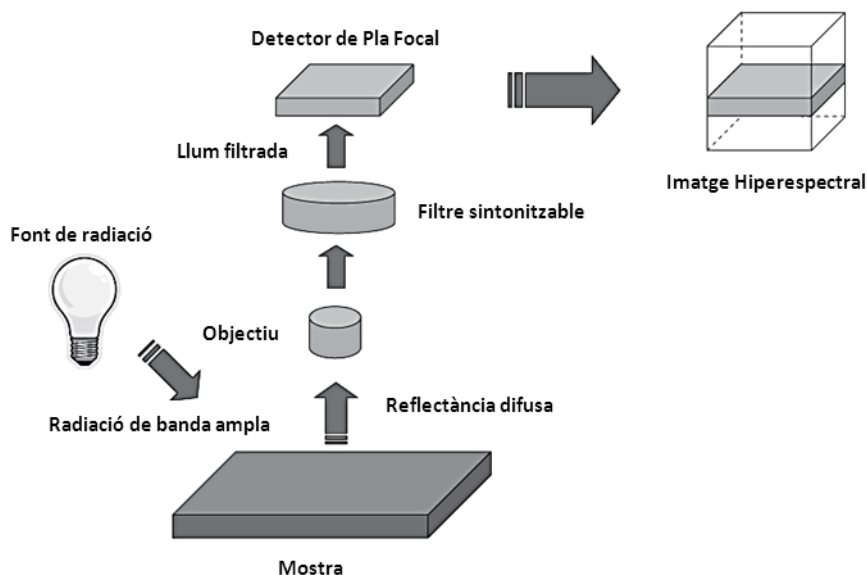 Detector de Pla Focal
Llum filtrada
Imatge Hiperespectral
Filtre sintonitzable
Font de radiació
Objectiu
Reflectància difusa
Radiació de banda ampla
Mostra